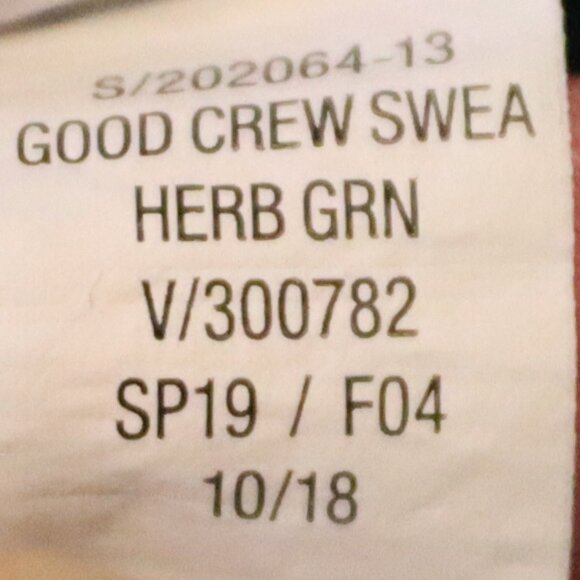 S/202064-13
GOOD CREW SWEA
HERB GRN
V/300782
SP19 / F04
10/18